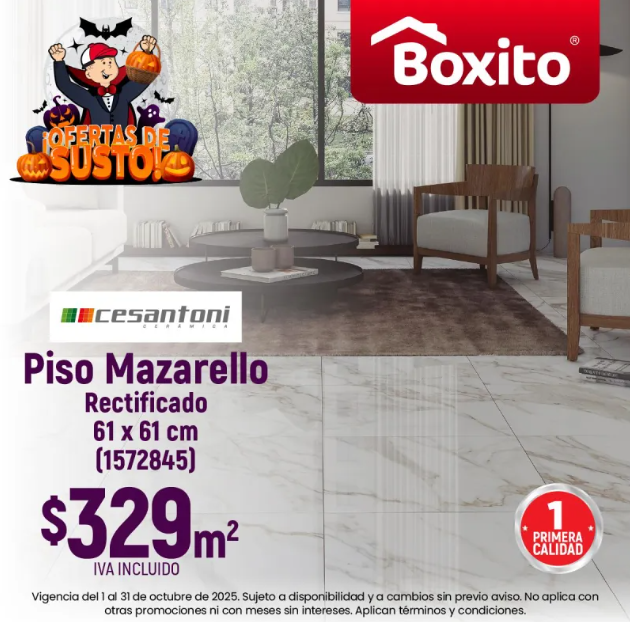 Boxito®
¡OFERTAS DE
SUSTO!
cesantoni
CERÁMICA
Piso Mazarello
Rectificado
61 x 61 cm
(1572845)
$329m²
IVA INCLUIDO
1
PRIMERA
CALIDAD
Vigencia del 1 al 31 de octubre de 2025. Sujeto a disponibilidad y a cambios sin previo aviso. No aplica con
otras promociones ni con meses sin intereses. Aplican términos y condiciones.